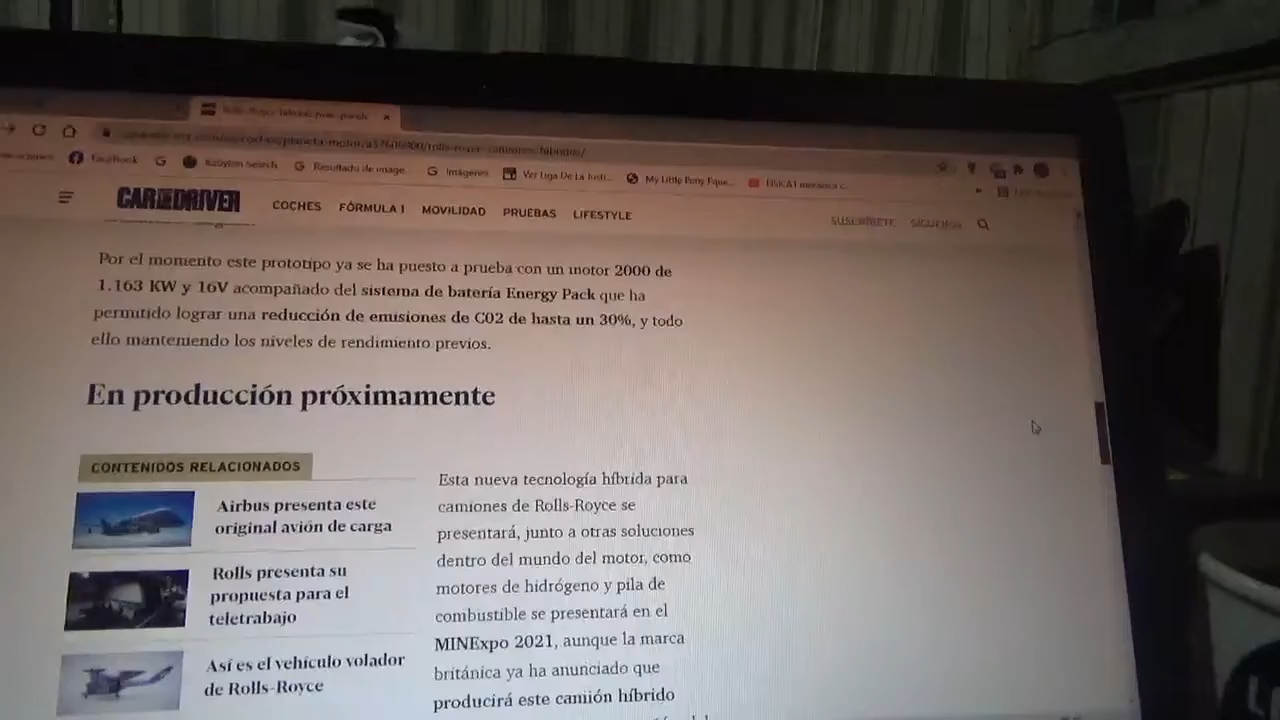 Rolls-Royce
Facebook
Babylon Search
Resultado de image...
Imágenes
Ver Liga De La Justi...
My Little Pony Eque...
CAR AND DRIVER
COCHES
FÓRMULA 1
MOVILIDAD
PRUEBAS
LIFESTYLE
SUSCRÍBETE
SÍGUENOS
Por el momento este prototipo ya se ha puesto a prueba con un motor 2000 de
1.163 KW y 16V acompañado del sistema de batería Energy Pack que ha
permitido lograr una reducción de emisiones de C02 de hasta un 30%, y todo
ello manteniendo los niveles de rendimiento previos.
En producción próximamente
CONTENIDOS RELACIONADOS
Airbus presenta este
original avión de carga
Rolls presenta su
propuesta para el
teletrabajo
Así es el vehículo volador
de Rolls-Royce
Esta nueva tecnología híbrida para
camiones de Rolls-Royce se
presentará, junto a otras soluciones
dentro del mundo del motor, como
motores de hidrógeno y pila de
combustible se presentará en el
MINExpo 2021, aunque la marca
británica ya ha anunciado que
producirá este camión híbrido